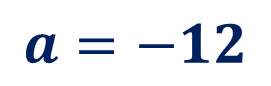 a = −12